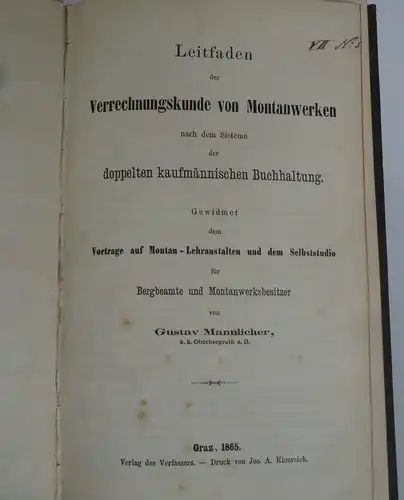 VII No 5
Leitfaden
der
Verrechnungskunde von Montanwerken
nach dem Sisteme
der
doppelten kaufmännischen Buchhaltung.
Gewidmet
dem
Vortrage auf Montan-Lehranstalten und dem Selbststudio
für
Bergbeamte und Montanwerksbesitzer
von
Gustav Mannlicher,
k. k. Oberbergrath a. D.
Graz, 1865.
Verlag des Verfassers. — Druck von Jos. A. Kienreich.